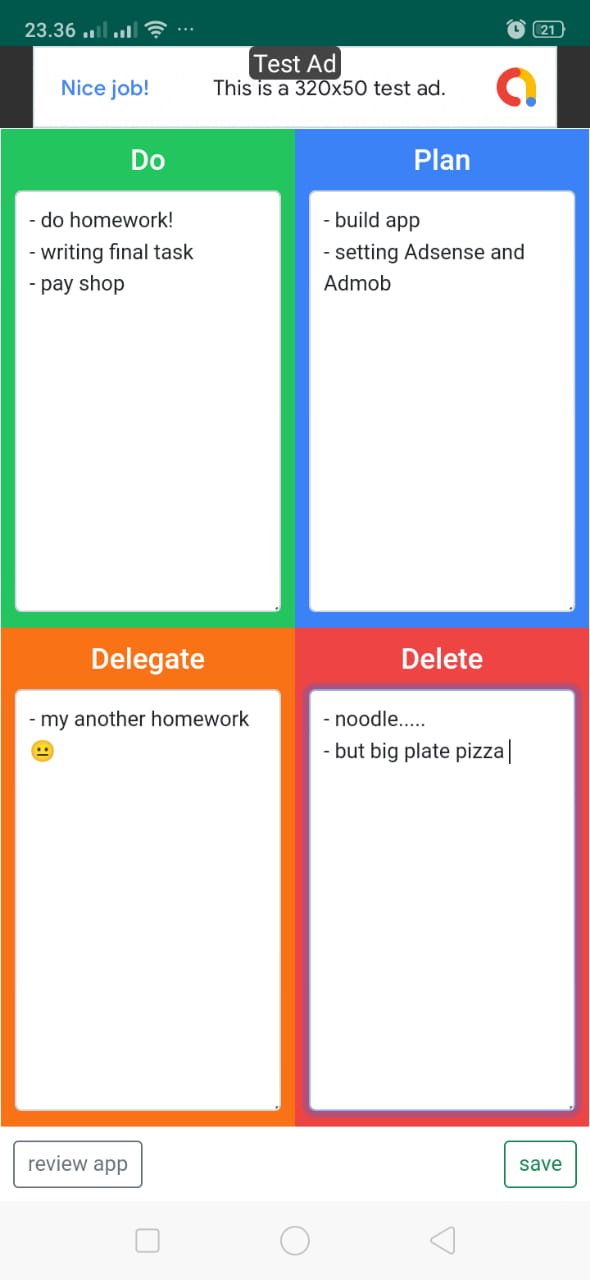 23.36 ... 21
Test Ad
Nice job! This is a 320x50 test ad.
Do
Plan
- do homework!
- writing final task
- pay shop
- build app
- setting Adsense and
Admob
Delegate
Delete
- my another homework
😐
- noodle.....
- but big plate pizza
review app
save